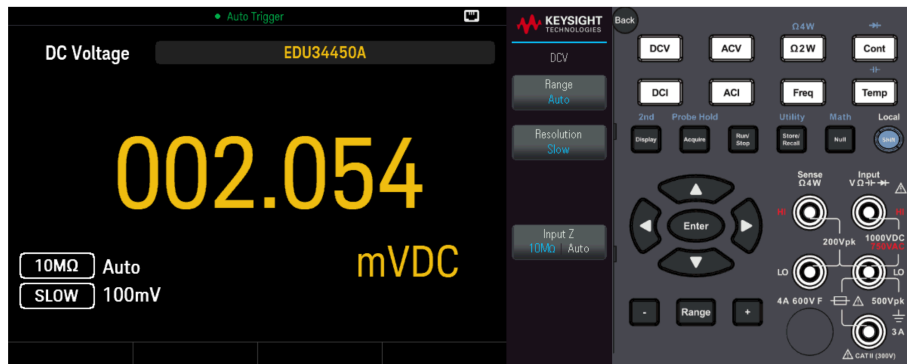 Auto Trigger
DC Voltage
EDU34450A
002.054
mVDC
10MΩ Auto
SLOW 100mV
KEYSIGHT
TECHNOLOGIES
DCV
Range
Auto
Resolution
Slow
Input Z
10MΩ Auto
Back
Ω4W
DCV ACV Ω2W Cont
DCI ACI Freq Temp
2nd Probe Hold Utility Math Local
Display Acquire Run/ Store/ Null Shift
Stop Recall
Sense Input
Ω4W VΩ
HI HI
200Vpk 1000VDC
750VAC
LO LO
Enter
4A 600V F 500Vpk
- Range +
3A
CAT II (300V)